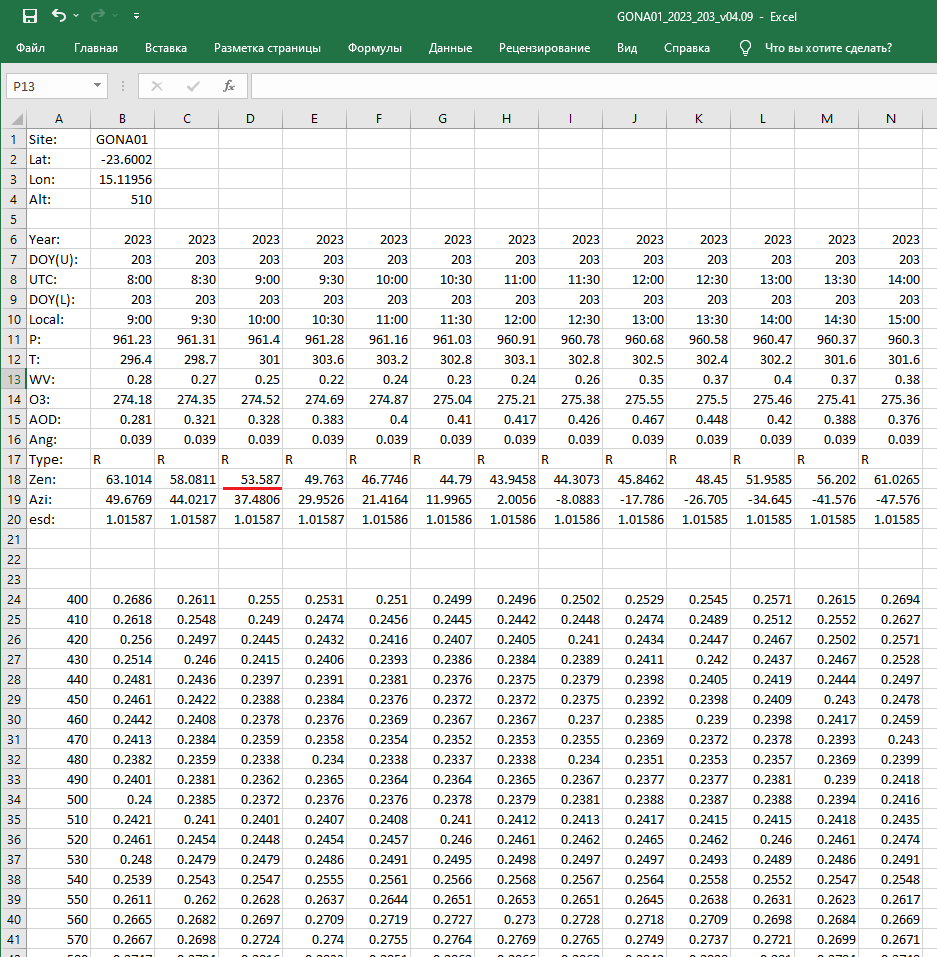 GONA01_2023_203_v04.09 - Excel
Файл Главная Вставка Разметка страницы Формулы Данные Рецензирование Вид Справка Что вы хотите сделать?
P13 fx
A B C D E F G H I J K L M N
1 Site: GONA01
2 Lat: -23.6002
3 Lon: 15.11956
4 Alt: 510
5
6 Year: 2023 2023 2023 2023 2023 2023 2023 2023 2023 2023 2023 2023 2023
7 DOY(U): 203 203 203 203 203 203 203 203 203 203 203 203 203
8 UTC: 8:00 8:30 9:00 9:30 10:00 10:30 11:00 11:30 12:00 12:30 13:00 13:30 14:00
9 DOY(L): 203 203 203 203 203 203 203 203 203 203 203 203 203
10 Local: 9:00 9:30 10:00 10:30 11:00 11:30 12:00 12:30 13:00 13:30 14:00 14:30 15:00
11 P: 961.23 961.31 961.4 961.28 961.16 961.03 960.91 960.78 960.68 960.58 960.47 960.37 960.3
12 T: 296.4 298.7 301 303.6 303.2 302.8 303.1 302.8 302.5 302.4 302.2 301.6 301.6
13 WV: 0.28 0.27 0.25 0.22 0.24 0.23 0.24 0.26 0.35 0.37 0.4 0.37 0.38
14 O3: 274.18 274.35 274.52 274.69 274.87 275.04 275.21 275.38 275.55 275.5 275.46 275.41 275.36
15 AOD: 0.281 0.321 0.328 0.383 0.4 0.41 0.417 0.426 0.467 0.448 0.42 0.388 0.376
16 Ang: 0.039 0.039 0.039 0.039 0.039 0.039 0.039 0.039 0.039 0.039 0.039 0.039 0.039
17 Type: R R R R R R R R R R R R R
18 Zen: 63.1014 58.0811 53.587 49.763 46.7746 44.79 43.9458 44.3073 45.8462 48.45 51.9585 56.202 61.0265
19 Azi: 49.6769 44.0217 37.4806 29.9526 21.4164 11.9965 2.0056 -8.0883 -17.786 -26.705 -34.645 -41.576 -47.576
20 esd: 1.01587 1.01587 1.01587 1.01587 1.01586 1.01586 1.01586 1.01586 1.01586 1.01585 1.01585 1.01585 1.01585
21
22
23
24 400 0.2686 0.2611 0.255 0.2531 0.251 0.2499 0.2496 0.2502 0.2529 0.2545 0.2571 0.2615 0.2694
25 410 0.2618 0.2548 0.249 0.2474 0.2456 0.2445 0.2442 0.2448 0.2474 0.2489 0.2512 0.2552 0.2627
26 420 0.256 0.2497 0.2445 0.2432 0.2416 0.2407 0.2405 0.241 0.2434 0.2447 0.2467 0.2502 0.2571
27 430 0.2514 0.246 0.2415 0.2406 0.2393 0.2386 0.2384 0.2389 0.2411 0.242 0.2437 0.2467 0.2528
28 440 0.2481 0.2436 0.2397 0.2391 0.2381 0.2376 0.2375 0.2379 0.2398 0.2405 0.2419 0.2444 0.2497
29 450 0.2461 0.2422 0.2388 0.2384 0.2376 0.2372 0.2372 0.2375 0.2392 0.2398 0.2409 0.243 0.2478
30 460 0.2442 0.2408 0.2378 0.2376 0.2369 0.2367 0.2367 0.237 0.2385 0.239 0.2398 0.2417 0.2459
31 470 0.2413 0.2384 0.2359 0.2358 0.2354 0.2352 0.2353 0.2355 0.2369 0.2372 0.2378 0.2393 0.243
32 480 0.2382 0.2359 0.2338 0.234 0.2338 0.2337 0.2338 0.234 0.2351 0.2353 0.2357 0.2369 0.2399
33 490 0.2401 0.2381 0.2362 0.2365 0.2364 0.2364 0.2365 0.2367 0.2377 0.2377 0.2381 0.239 0.2418
34 500 0.24 0.2385 0.2372 0.2376 0.2376 0.2378 0.2379 0.2381 0.2388 0.2387 0.2388 0.2394 0.2416
35 510 0.2421 0.241 0.2401 0.2407 0.2408 0.241 0.2412 0.2413 0.2417 0.2415 0.2415 0.2418 0.2435
36 520 0.2461 0.2454 0.2448 0.2454 0.2457 0.246 0.2461 0.2462 0.2465 0.2462 0.246 0.2461 0.2474
37 530 0.248 0.2479 0.2479 0.2486 0.2491 0.2495 0.2498 0.2497 0.2497 0.2493 0.2489 0.2486 0.2491
38 540 0.2539 0.2543 0.2547 0.2555 0.2561 0.2566 0.2568 0.2567 0.2564 0.2558 0.2552 0.2547 0.2548
39 550 0.2611 0.262 0.2628 0.2637 0.2644 0.2651 0.2653 0.2651 0.2645 0.2638 0.2631 0.2623 0.2617
40 560 0.2665 0.2682 0.2697 0.2709 0.2719 0.2727 0.273 0.2728 0.2718 0.2709 0.2698 0.2684 0.2669
41 570 0.2667 0.2698 0.2724 0.274 0.2755 0.2764 0.2769 0.2765 0.2749 0.2737 0.2721 0.2699 0.2671